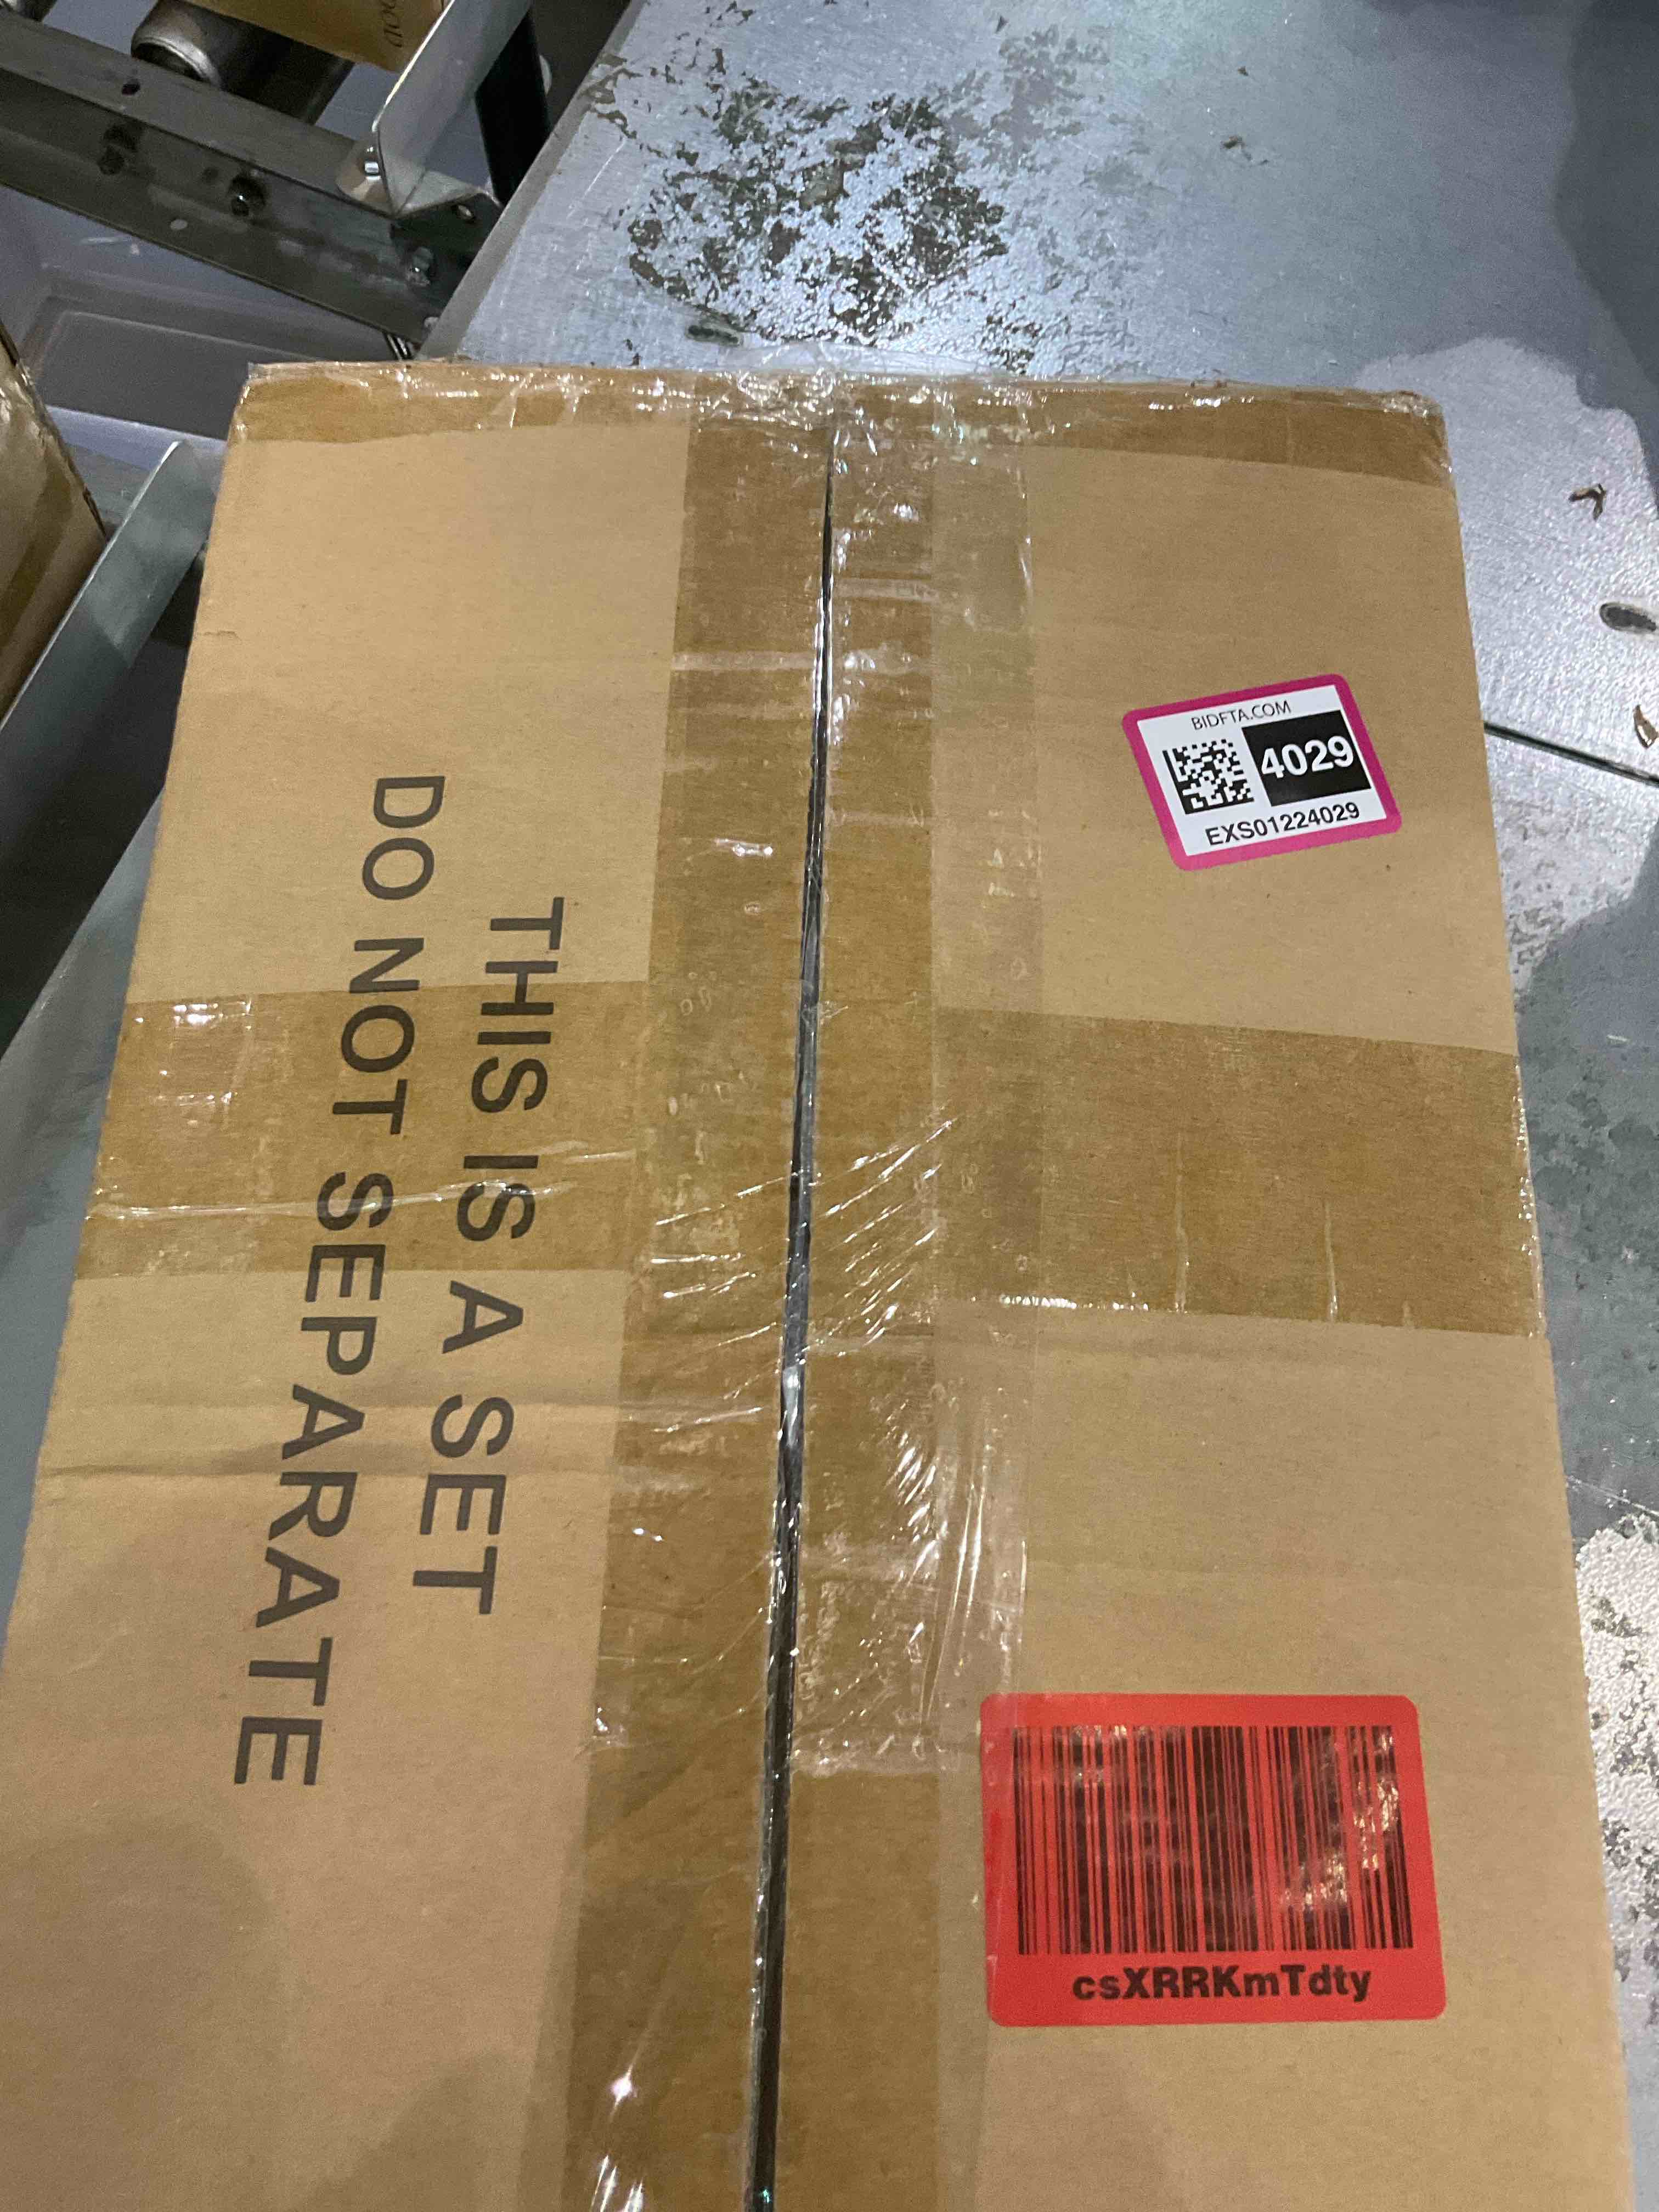 THIS IS A SET
DO NOT SEPARATE
BIDFTA.COM
4029
EXS01224029
csXRRKmTdty